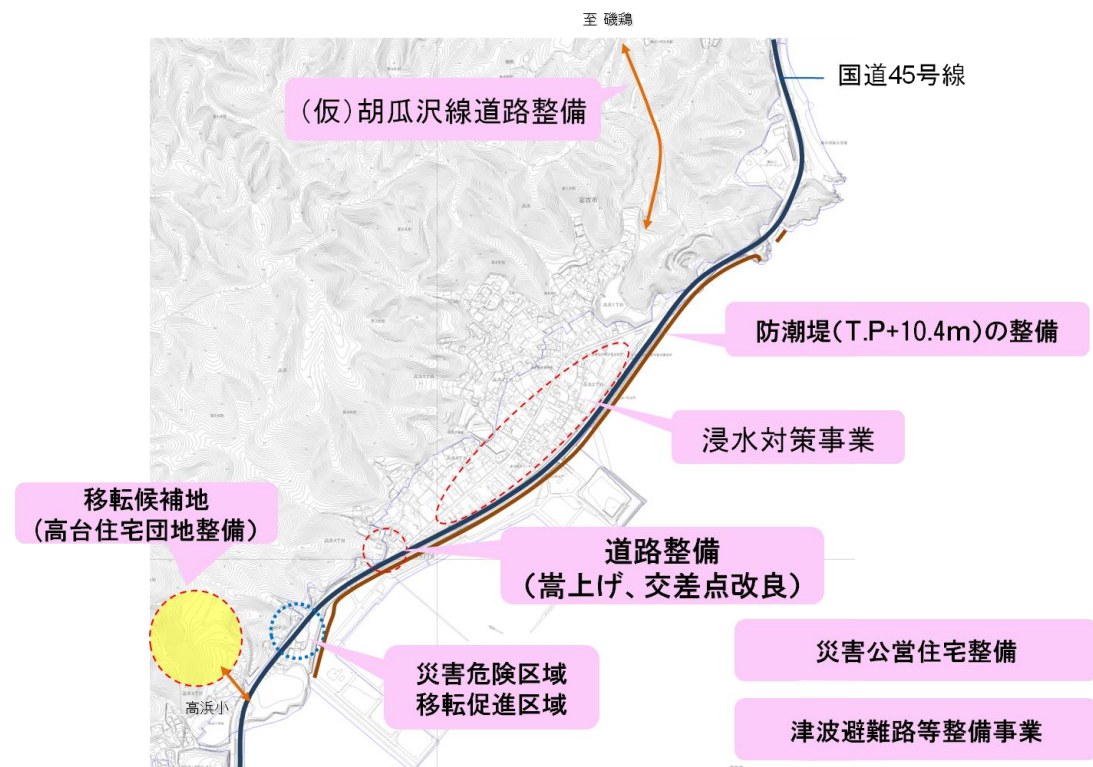 至 磯鶏
国道45号線
(仮)胡瓜沢線道路整備
宮古市
防潮堤(T.P+10.4m)の整備
浸水対策事業
移転候補地
(高台住宅団地整備)
道路整備
(嵩上げ、交差点改良)
災害公営住宅整備
災害危険区域
移転促進区域
高浜小
津波避難路等整備事業